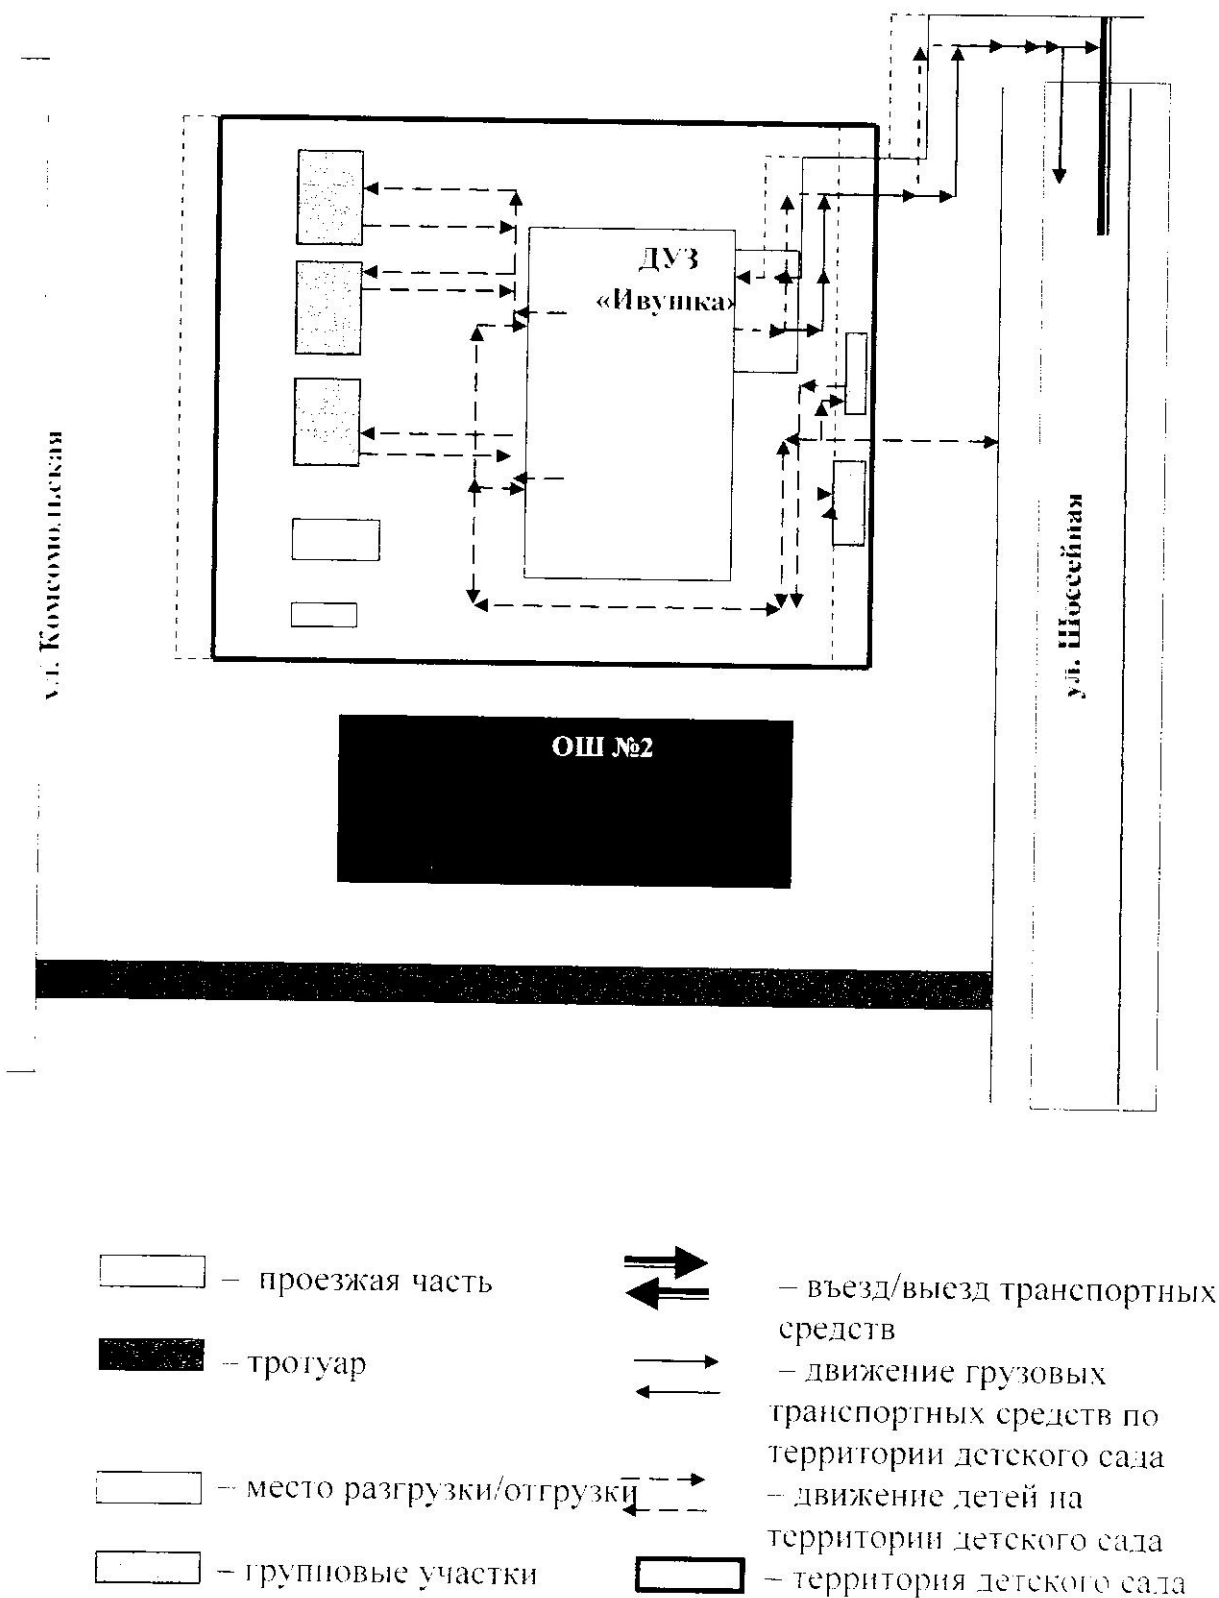 ДУЗ
«Ивушка»
ул. Комсомольская
ул. Шоссейная
ОШ №2
– проезжая часть
– тротуар
– место разгрузки/отгрузки
– групповые участки
– въезд/выезд транспортных
средств
– движение грузовых
транспортных средств по
территории детского сада
– движение детей на
территории детского сада
– территория детского сада